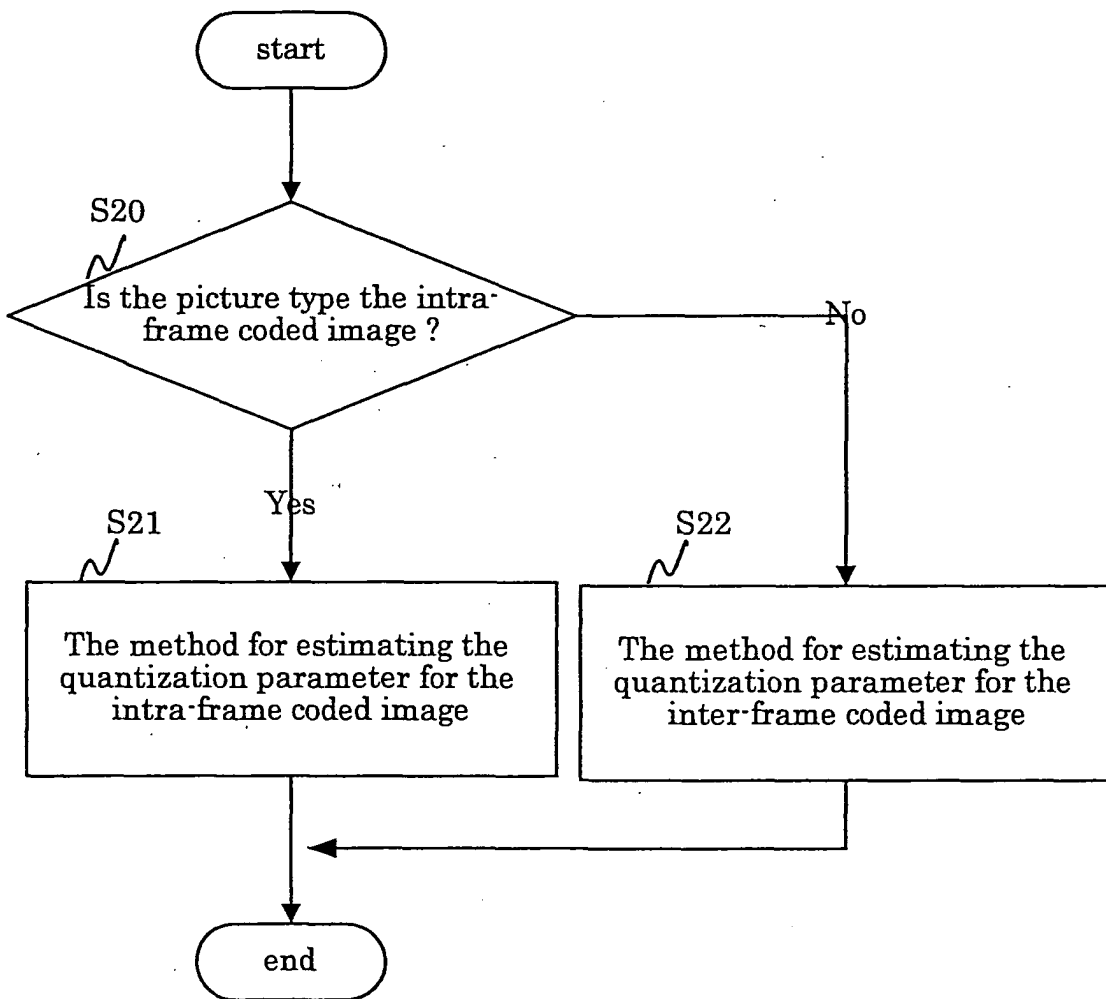 start
S20
Is the picture type the intra-
frame coded image ?
No
Yes
S21
The method for estimating the
quantization parameter for the
intra-frame coded image
S22
The method for estimating the
quantization parameter for the
inter-frame coded image
end